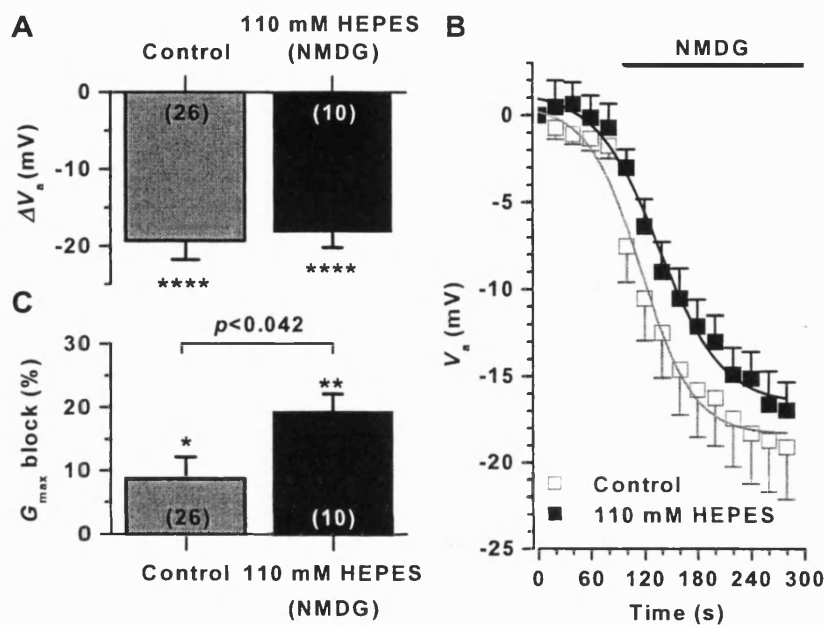 A
Control
110 mM HEPES
(NMDG)
0
-10
-20
ΔVa (mV)
(26)
(10)
****
****
B
NMDG
0
-5
-10
-15
-20
-25
Va (mV)
Control
110 mM HEPES
0 60 120 180 240 300
Time (s)
C
p<0.042
30
20
10
0
Gmax block (%)
*
**
(26)
(10)
Control
110 mM HEPES
(NMDG)